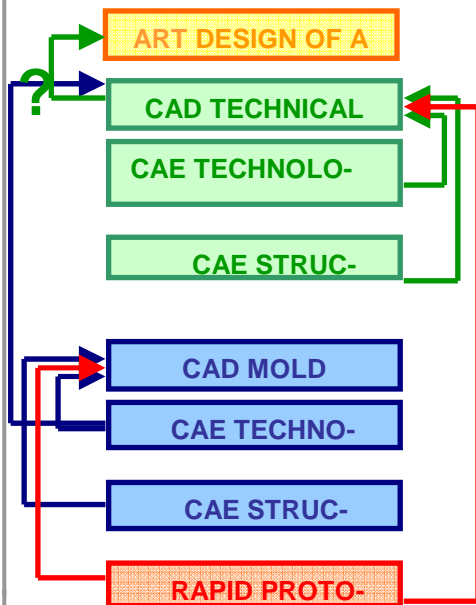 ART DESIGN OF A
?
CAD TECHNICAL
CAE TECHNOLO-
CAE STRUC-
CAD MOLD
CAE TECHNO-
CAE STRUC-
RAPID PROTO-